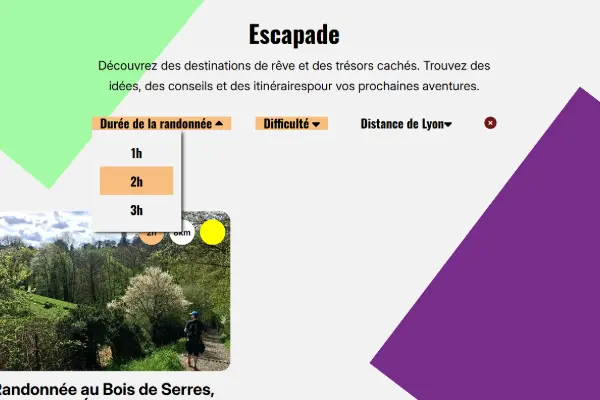 Escapade
Découvrez des destinations de rêve et des trésors cachés. Trouvez des
idées, des conseils et des itinérairespour vos prochaines aventures.
Durée de la randonnée Difficulté Distance de Lyon
1h
2h
3h
2h 8km
Randonnée au Bois de Serres,